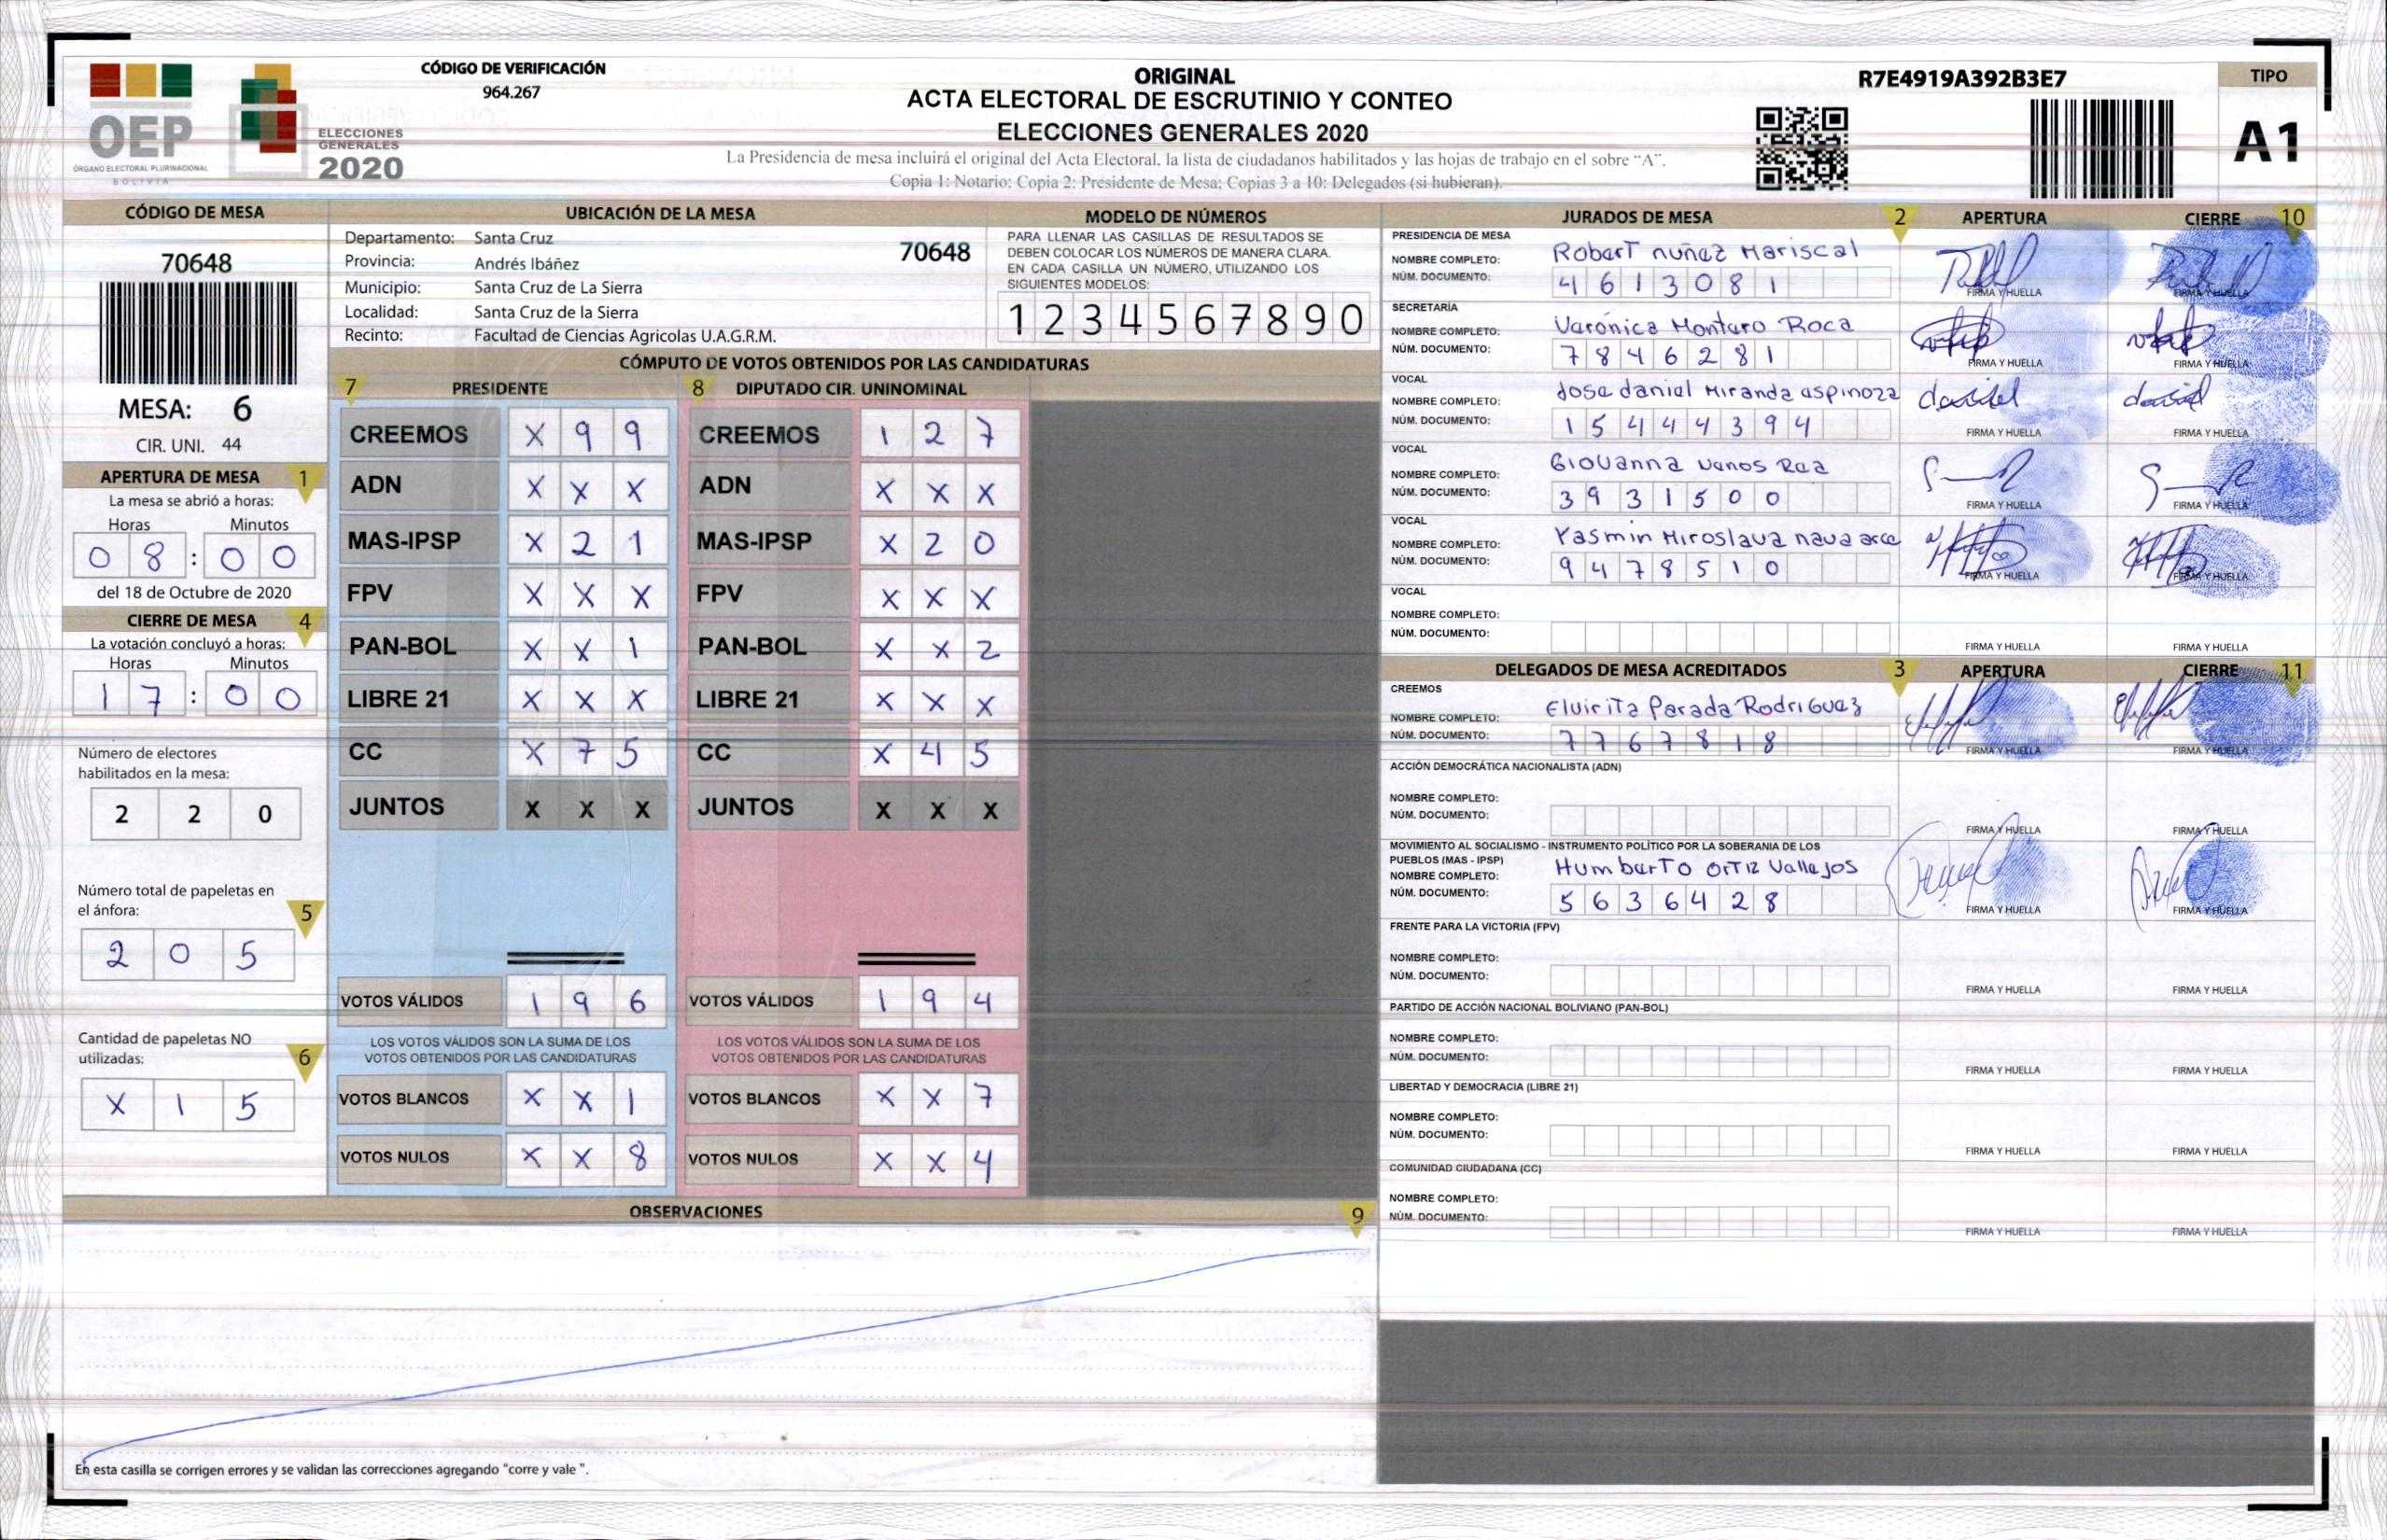 CÓDIGO DE VERIFICACIÓN
964.267
OEP
ÓRGANO ELECTORAL PLURINACIONAL
BOLIVIA
ELECCIONES
GENERALES
2020
ORIGINAL
ACTA ELECTORAL DE ESCRUTINIO Y CONTEO
ELECCIONES GENERALES 2020
La Presidencia de mesa incluirá el original del Acta Electoral, la lista de ciudadanos habilitados y las hojas de trabajo en el sobre "A".
Copia 1: Notario; Copia 2: Presidente de Mesa; Copias 3 a 10: Delegados (si hubieran).
R7E4919A392B3E7
TIPO
A1
CÓDIGO DE MESA
70648
MESA: 6
CIR. UNI. 44
APERTURA DE MESA 1
La mesa se abrió a horas:
Horas Minutos
0 8 : 0 0
del 18 de Octubre de 2020
CIERRE DE MESA 4
La votación concluyó a horas:
Horas Minutos
1 7 : 0 0
Número de electores
habilitados en la mesa:
2 2 0
Número total de papeletas en
el ánfora: 5
2 0 5
Cantidad de papeletas NO
utilizadas: 6
X 1 5
UBICACIÓN DE LA MESA
Departamento: Santa Cruz
70648
Provincia: Andrés Ibáñez
Municipio: Santa Cruz de La Sierra
Localidad: Santa Cruz de la Sierra
Recinto: Facultad de Ciencias Agricolas U.A.G.R.M.
MODELO DE NÚMEROS
PARA LLENAR LAS CASILLAS DE RESULTADOS SE
DEBEN COLOCAR LOS NÚMEROS DE MANERA CLARA.
EN CADA CASILLA UN NÚMERO, UTILIZANDO LOS
SIGUIENTES MODELOS:
1 2 3 4 5 6 7 8 9 0
CÓMPUTO DE VOTOS OBTENIDOS POR LAS CANDIDATURAS
7 PRESIDENTE
CREEMOS X 9 9
ADN X X X
MAS-IPSP X 2 1
FPV X X X
PAN-BOL X X 1
LIBRE 21 X X X
CC X 7 5
JUNTOS X X X
VOTOS VÁLIDOS 1 9 6
LOS VOTOS VÁLIDOS SON LA SUMA DE LOS
VOTOS OBTENIDOS POR LAS CANDIDATURAS
VOTOS BLANCOS X X 1
VOTOS NULOS X X 8
8 DIPUTADO CIR. UNINOMINAL
CREEMOS 1 2 7
ADN X X X
MAS-IPSP X 2 0
FPV X X X
PAN-BOL X X 2
LIBRE 21 X X X
CC X 4 5
JUNTOS X X X
VOTOS VÁLIDOS 1 9 4
LOS VOTOS VÁLIDOS SON LA SUMA DE LOS
VOTOS OBTENIDOS POR LAS CANDIDATURAS
VOTOS BLANCOS X X 7
VOTOS NULOS X X 4
OBSERVACIONES 9
En esta casilla se corrigen errores y se validan las correcciones agregando "corre y vale ".
JURADOS DE MESA 2 APERTURA CIERRE 10
PRESIDENCIA DE MESA
NOMBRE COMPLETO: Robert nuñez Mariscal
NÚM. DOCUMENTO: 4 6 1 3 0 8 1
FIRMA Y HUELLA FIRMA Y HUELLA
SECRETARIA
NOMBRE COMPLETO: Veronica Montero Roca
NÚM. DOCUMENTO: 7 8 4 6 2 8 1
FIRMA Y HUELLA FIRMA Y HUELLA
VOCAL
NOMBRE COMPLETO: Jose daniel Miranda espinoza
NÚM. DOCUMENTO: 1 5 4 4 4 3 9 4
FIRMA Y HUELLA FIRMA Y HUELLA
VOCAL
NOMBRE COMPLETO: Giovanna
NÚM. DOCUMENTO: 3 9 3 1 5 0 0
FIRMA Y HUELLA FIRMA Y HUELLA
VOCAL
NOMBRE COMPLETO: Yasmin Miroslava nava arce
NÚM. DOCUMENTO: 9 4 7 8 5 1 0
FIRMA Y HUELLA FIRMA Y HUELLA
VOCAL
NOMBRE COMPLETO:
NÚM. DOCUMENTO:
FIRMA Y HUELLA FIRMA Y HUELLA
DELEGADOS DE MESA ACREDITADOS 3 APERTURA CIERRE 11
CREEMOS
NOMBRE COMPLETO: Elvirita Parada Rodriguez
NÚM. DOCUMENTO: 7 7 6 7 8 1 8
FIRMA Y HUELLA FIRMA Y HUELLA
ACCIÓN DEMOCRÁTICA NACIONALISTA (ADN)
NOMBRE COMPLETO:
NÚM. DOCUMENTO:
FIRMA Y HUELLA FIRMA Y HUELLA
MOVIMIENTO AL SOCIALISMO - INSTRUMENTO POLÍTICO POR LA SOBERANIA DE LOS
PUEBLOS (MAS - IPSP)
NOMBRE COMPLETO: Humberto Ortiz Vallejos
NÚM. DOCUMENTO: 5 6 3 6 4 2 8
FIRMA Y HUELLA FIRMA Y HUELLA
FRENTE PARA LA VICTORIA (FPV)
NOMBRE COMPLETO:
NÚM. DOCUMENTO:
FIRMA Y HUELLA FIRMA Y HUELLA
PARTIDO DE ACCIÓN NACIONAL BOLIVIANO (PAN-BOL)
NOMBRE COMPLETO:
NÚM. DOCUMENTO:
FIRMA Y HUELLA FIRMA Y HUELLA
LIBERTAD Y DEMOCRACIA (LIBRE 21)
NOMBRE COMPLETO:
NÚM. DOCUMENTO:
FIRMA Y HUELLA FIRMA Y HUELLA
COMUNIDAD CIUDADANA (CC)
NOMBRE COMPLETO:
NÚM. DOCUMENTO:
FIRMA Y HUELLA FIRMA Y HUELLA